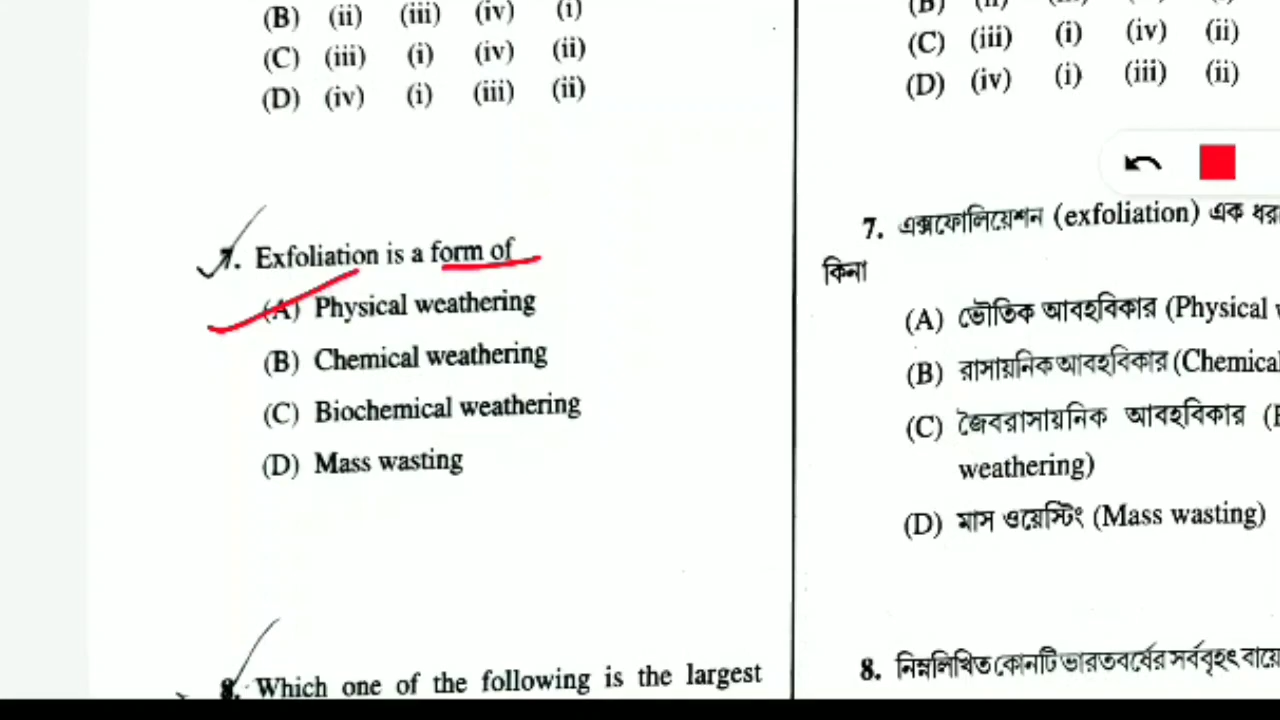 (B) (ii) (iii) (iv) (i)
(C) (iii) (i) (iv) (ii)
(D) (iv) (i) (iii) (ii)
7. Exfoliation is a form of
(A) Physical weathering
(B) Chemical weathering
(C) Biochemical weathering
(D) Mass wasting
8. Which one of the following is the largest
(B) (ii)
(C) (iii) (i) (iv) (ii)
(D) (iv) (i) (iii) (ii)
7. এক্সফোলিয়েশন (exfoliation) এক
কিনা
(A) ভৌতিক আবহবিকার (Physical
(B) রাসায়নিক আবহবিকার (Chemical
(C) জৈবরাসায়নিক আবহবিকার
weathering)
(D) মাস ওয়েস্টিং (Mass wasting)
8. নিম্নলিখিত কোনটি ভারতবর্ষের সর্ববৃহৎ